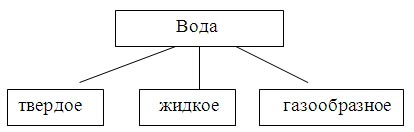 Вода
твердое
жидкое
газообразное